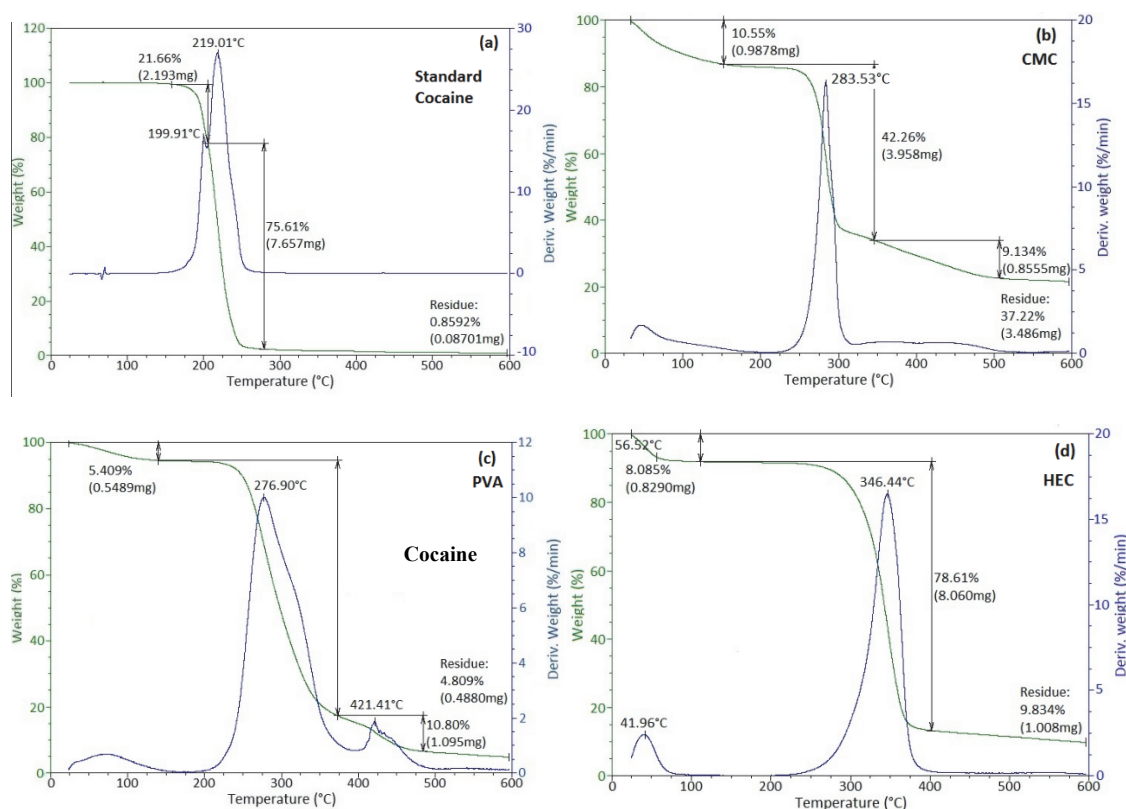 (a)
Standard
Cocaine
219.01°C
21.66%
(2.193mg)
199.91°C
75.61%
(7.657mg)
Residue:
0.8592%
(0.08701mg)
120
100
80
60
40
20
0
Weight (%)
30
20
10
0
-10
Deriv. Weight (%/min)
0
100
200
300
400
500
600
Temperature (°C)
(b)
CMC
10.55%
(0.9878mg)
283.53°C
42.26%
(3.958mg)
9.134%
(0.8555mg)
Residue:
37.22%
(3.486mg)
100
80
60
40
20
0
Weight (%)
20
15
10
5
0
Deriv. weight (%/min)
0
100
200
300
400
500
600
Temperature (°C)
(c)
PVA
Cocaine
5.409%
(0.5489mg)
276.90°C
421.41°C
10.80%
(1.095mg)
Residue:
4.809%
(0.4880mg)
100
80
60
40
20
0
Weight (%)
12
10
8
6
4
2
0
Deriv. Weight (%/min)
0
100
200
300
400
500
600
Temperature (°C)
(d)
HEC
56.52°C
8.085%
(0.8290mg)
346.44°C
78.61%
(8.060mg)
41.96°C
Residue:
9.834%
(1.008mg)
100
80
60
40
20
0
Weight (%)
20
15
10
5
0
Deriv. weight (%/min)
0
100
200
300
400
500
600
Temperature (°C)